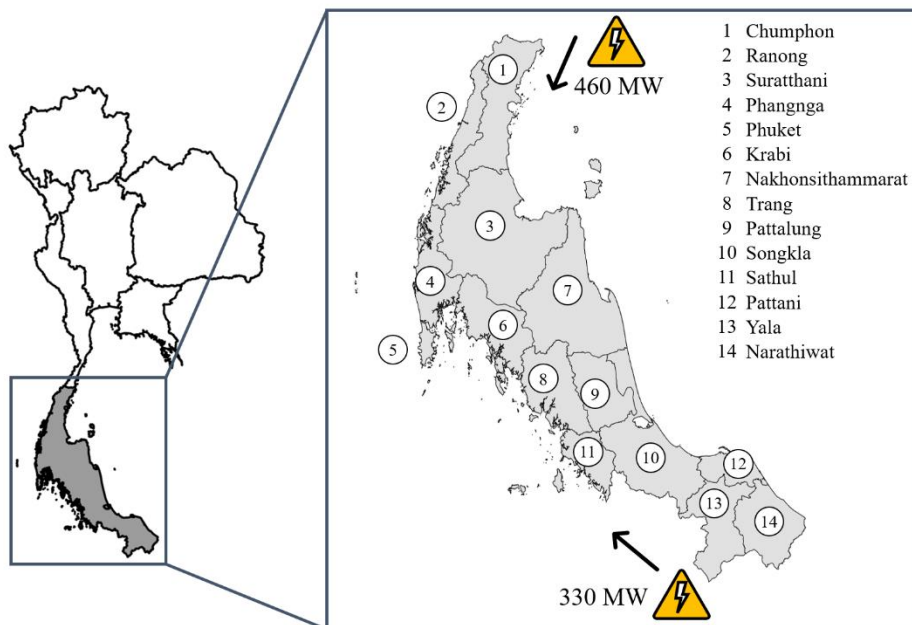 1 Chumphon
2 Ranong
3 Suratthani
4 Phangnga
5 Phuket
6 Krabi
7 Nakhonsithammarat
8 Trang
9 Pattalung
10 Songkla
11 Sathul
12 Pattani
13 Yala
14 Narathiwat
460 MW
1
2
3
4
5
6
7
8
9
10
11
12
13
14
330 MW